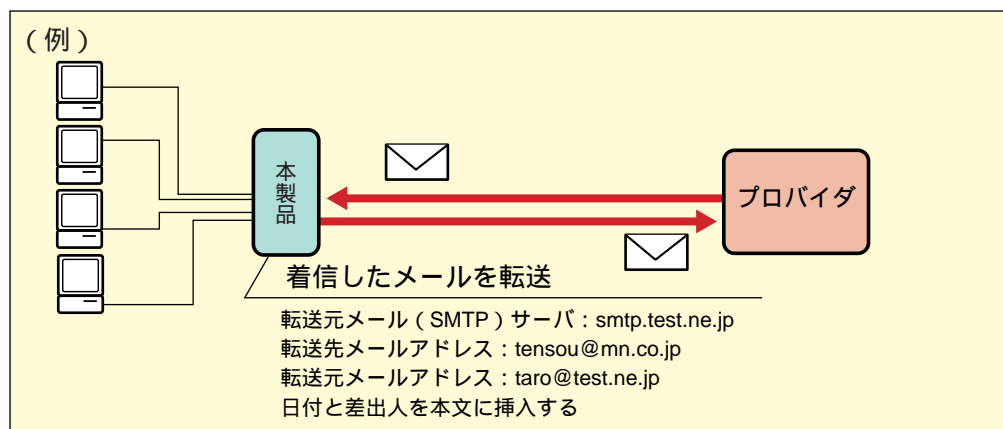 （例）
本製品
プロバイダ
着信したメールを転送
転送元メール（SMTP）サーバ：smtp.test.ne.jp
転送先メールアドレス：tensou@mn.co.jp
転送元メールアドレス：taro@test.ne.jp
日付と差出人を本文に挿入する